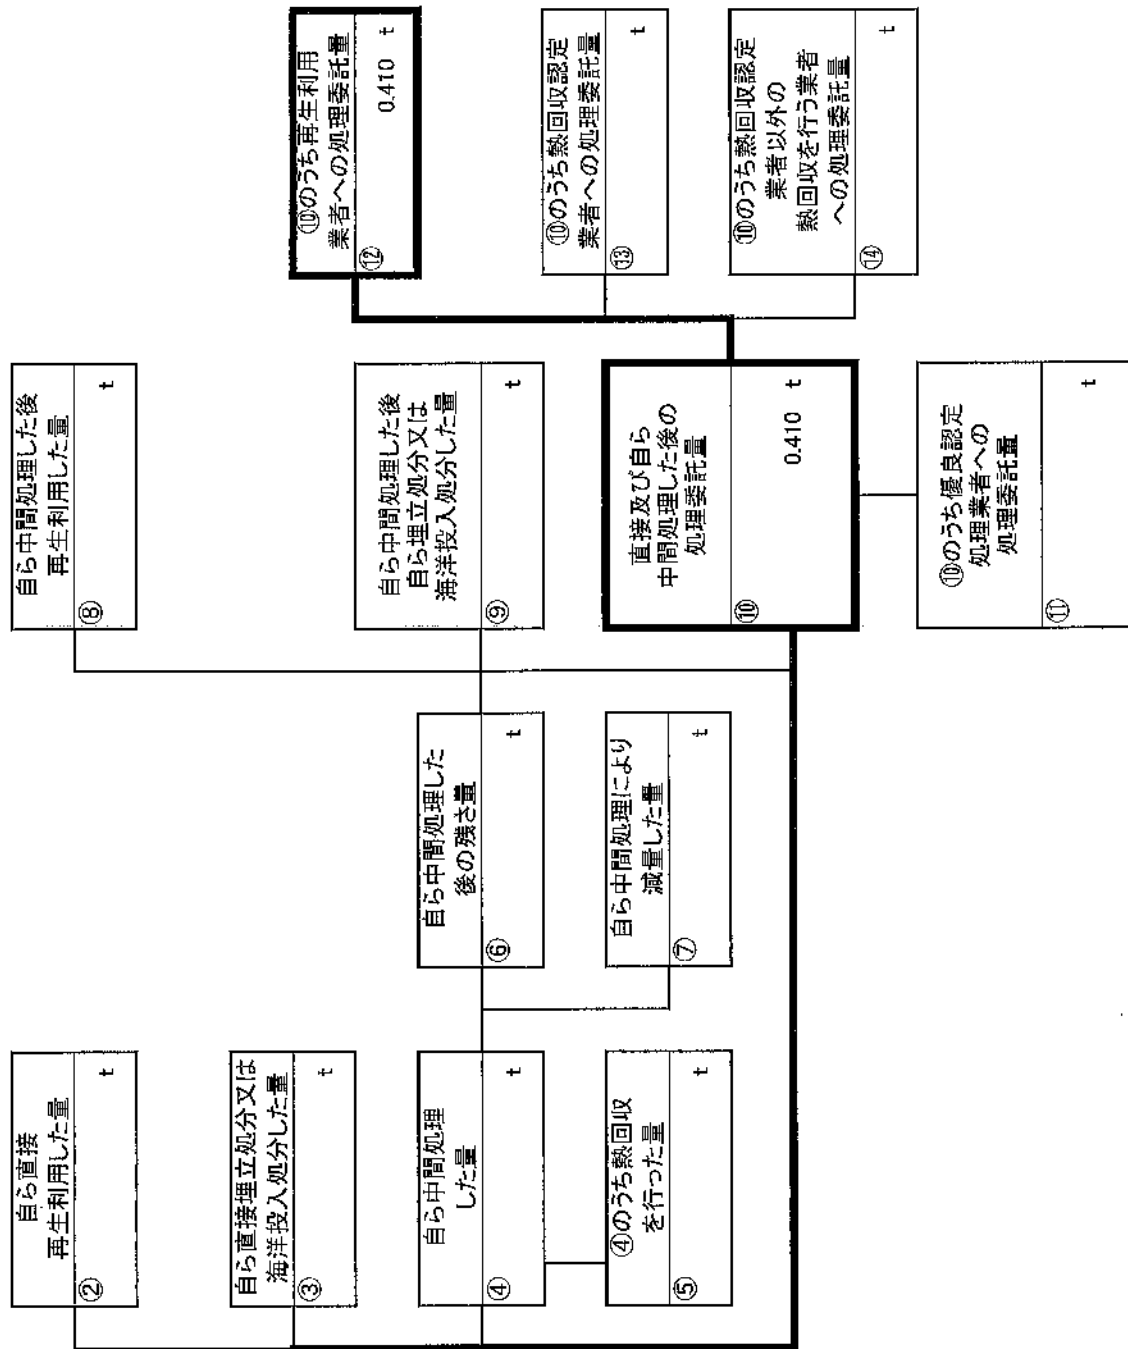 自ら直接
再生利用した量
②
t
自ら直接埋立処分又は
海洋投入処分した量
③
t
自ら中間処理
した量
④
t
④のうち熱回収
を行った量
⑤
t
自ら中間処理した
後の残さ量
⑥
t
自ら中間処理により
減量した量
⑦
t
自ら中間処理した後
再生利用した量
⑧
t
自ら中間処理した後
自ら埋立処分又は
海洋投入処分した量
⑨
t
直接及び自ら
中間処理した後の
処理委託量
⑩
0.410 t
⑩のうち優良認定
処理業者への
処理委託量
⑪
t
⑩のうち再生利用
業者への処理委託量
⑫
0.410 t
⑩のうち熱回収認定
業者への処理委託量
⑬
t
⑩のうち熱回収認定
業者以外の
熱回収を行う業者
への処理委託量
⑭
t